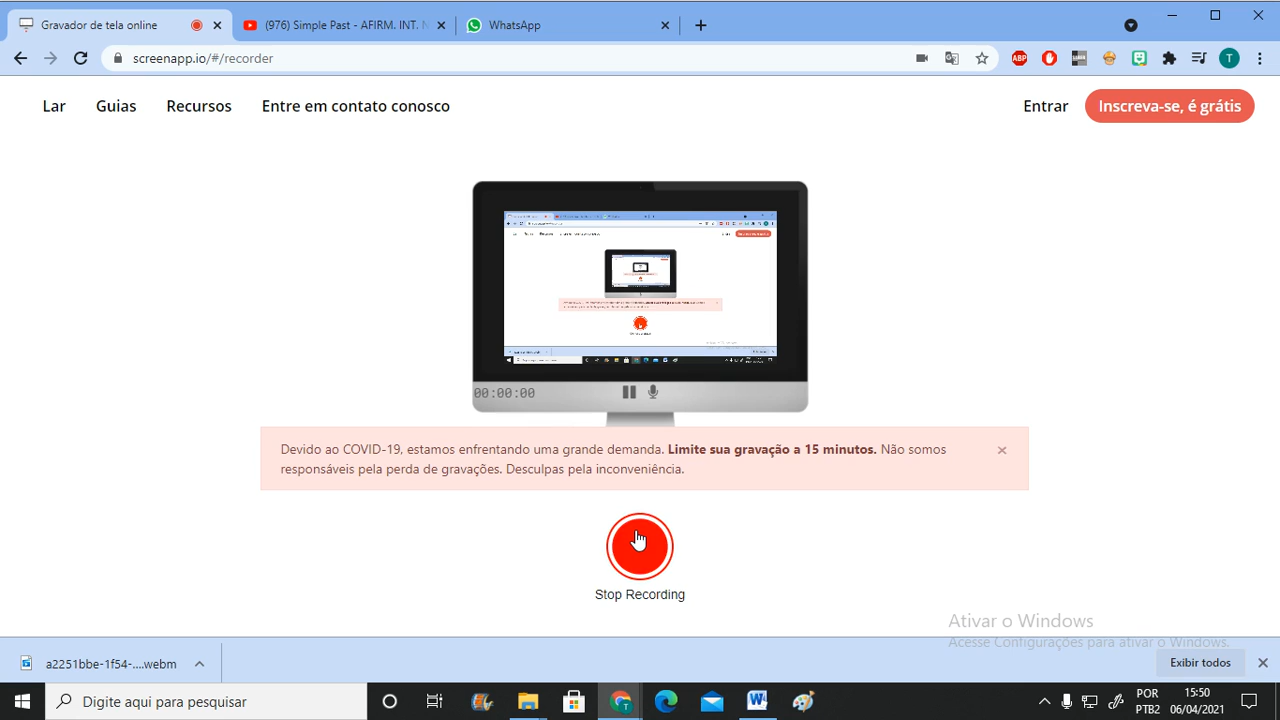 Gravador de tela online
(976) Simple Past - AFIRM. INT. N
WhatsApp
screenapp.io/#/recorder
ABP
T
Lar
Guias
Recursos
Entre em contato conosco
Entrar
Inscreva-se, é grátis
00:00:00
Devido ao COVID-19, estamos enfrentando uma grande demanda. Limite sua gravação a 15 minutos. Não somos
responsáveis pela perda de gravações. Desculpas pela inconveniência.
Stop Recording
Ativar o Windows
Acesse Configurações para ativar o Windows.
a2251bbe-1f54-....webm
Exibir todos
Digite aqui para pesquisar
POR
PTB2
15:50
06/04/2021